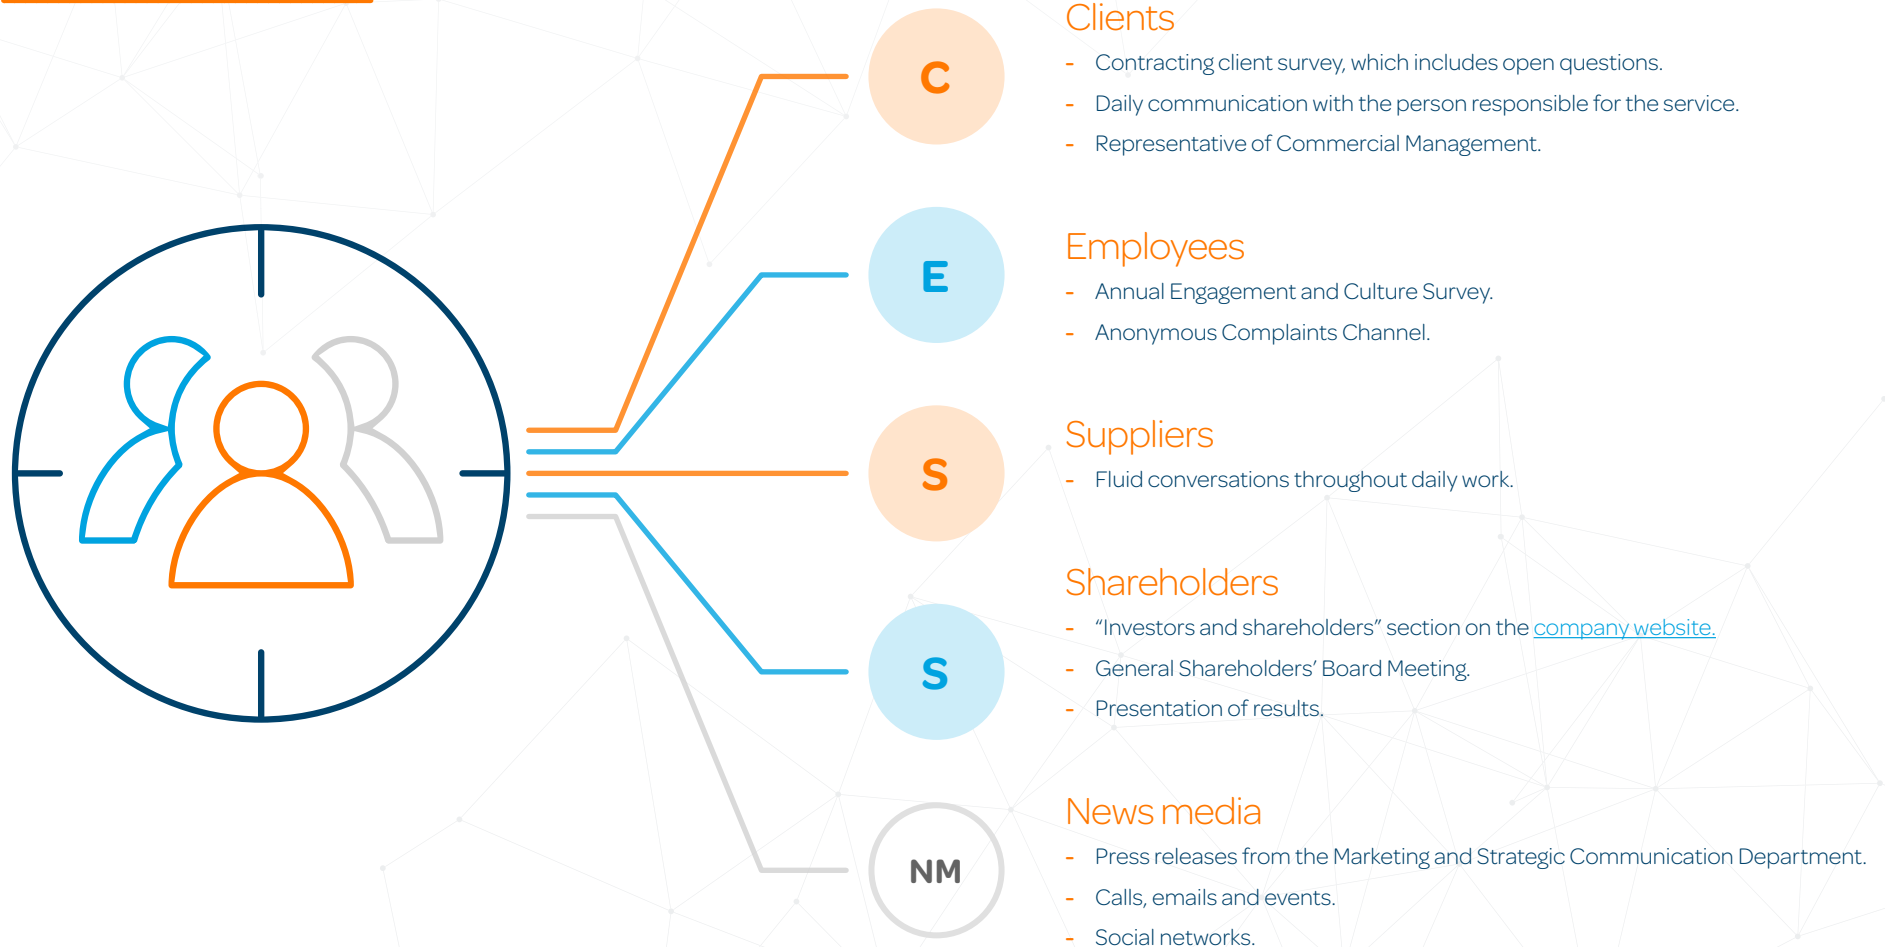 Clients
C
- Contracting client survey, which includes open questions.
- Daily communication with the person responsible for the service.
- Representative of Commercial Management.
Employees
E
- Annual Engagement and Culture Survey.
- Anonymous Complaints Channel.
Suppliers
S
- Fluid conversations throughout daily work.
Shareholders
- “Investors and shareholders” section on the company website.
S
- General Shareholders’ Board Meeting.
- Presentation of results.
News media
- Press releases from the Marketing and Strategic Communication Department.
NM
- Calls, emails and events.
- Social networks.